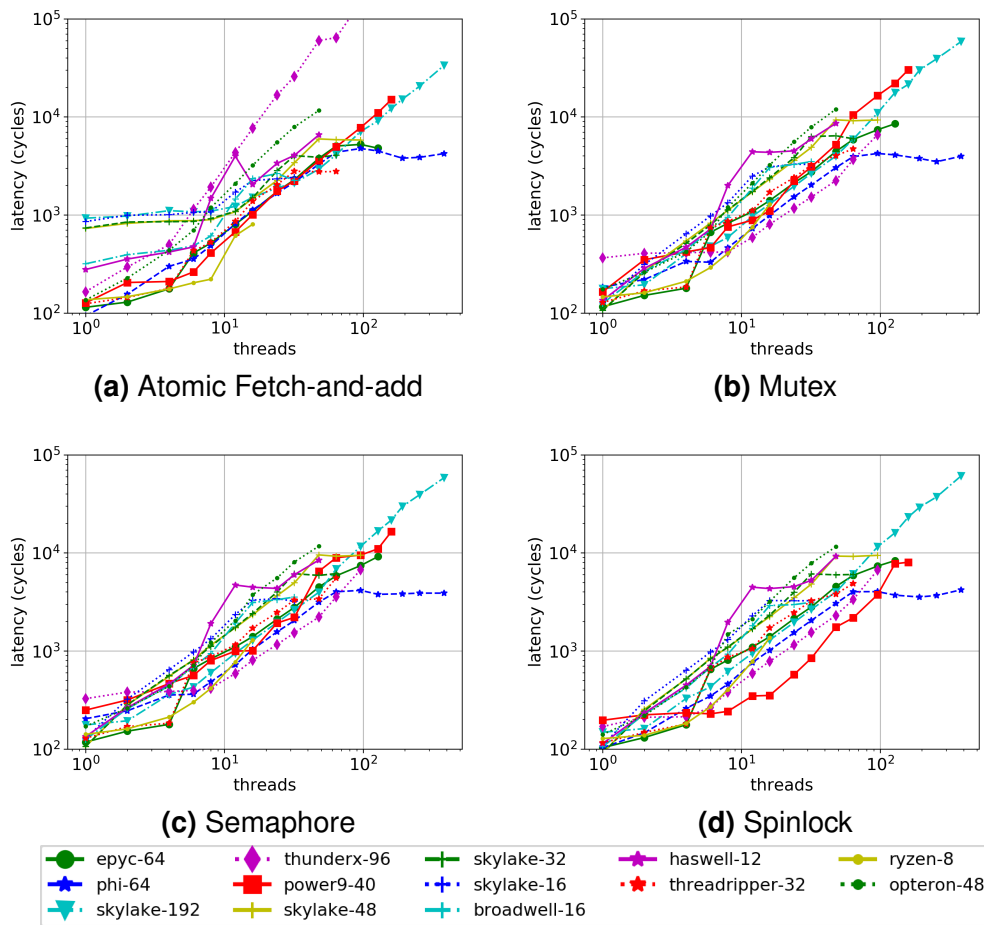 10^5
10^4
10^3
10^2
latency (cycles)
10^0 10^1 10^2
threads
(a) Atomic Fetch-and-add
10^5
10^4
10^3
10^2
latency (cycles)
10^0 10^1 10^2
threads
(b) Mutex
10^5
10^4
10^3
10^2
latency (cycles)
10^0 10^1 10^2
threads
(c) Semaphore
10^5
10^4
10^3
10^2
latency (cycles)
10^0 10^1 10^2
threads
(d) Spinlock
epyc-64 thunderx-96 skylake-32 haswell-12 ryzen-8
phi-64 power9-40 skylake-16 threadripper-32 opteron-48
skylake-192 skylake-48 broadwell-16